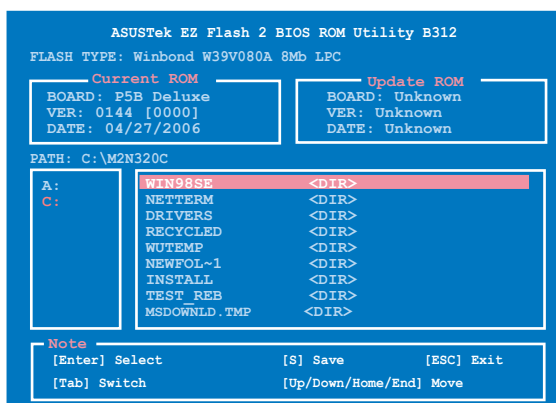 ASUSTek EZ Flash 2 BIOS ROM Utility B312
FLASH TYPE: Winbond W39V080A 8Mb LPC
Current ROM
BOARD: P5B Deluxe
VER: 0144 [0000]
DATE: 04/27/2006
Update ROM
BOARD: Unknown
VER: Unknown
DATE: Unknown
PATH: C:\M2N320C
A:
C:
WIN98SE <DIR>
NETTERM <DIR>
DRIVERS <DIR>
RECYCLED <DIR>
WUTEMP <DIR>
NEWFOL~1 <DIR>
INSTALL <DIR>
TEST_REB <DIR>
MSDOWNLD.TMP <DIR>
Note
[Enter] Select [S] Save [ESC] Exit
[Tab] Switch [Up/Down/Home/End] Move